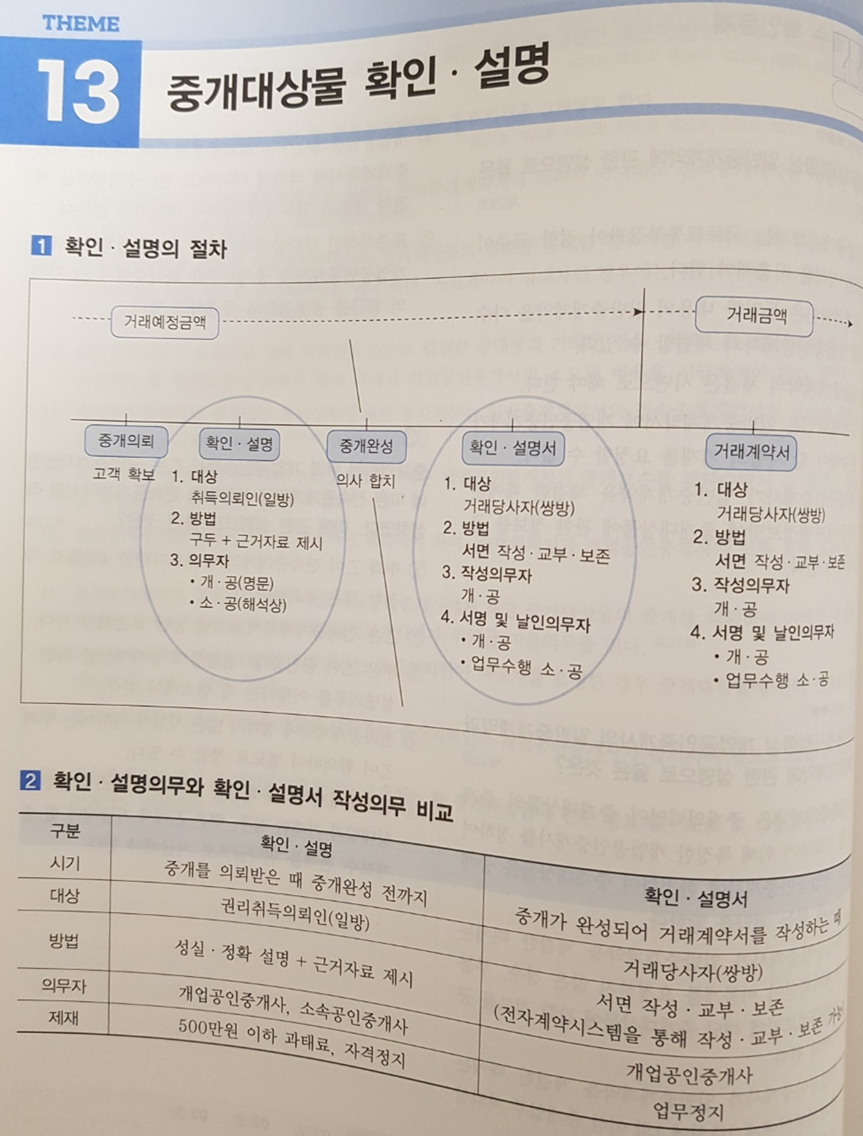 THEME
13 중개대상물 확인 · 설명
1 확인 · 설명의 절차
거래예정금액
거래금액
중개의뢰
고객 확보
확인 · 설명
1. 대상
취득의뢰인(일방)
2. 방법
구두 + 근거자료 제시
3. 의무자
• 개 · 공(명문)
• 소 · 공(해석상)
중개완성
의사 합치
확인 · 설명서
1. 대상
거래당사자(쌍방)
2. 방법
서면 작성 · 교부 · 보존
3. 작성의무자
개 · 공
4. 서명 및 날인의무자
• 개 · 공
• 업무수행 소 · 공
거래계약서
1. 대상
거래당사자(쌍방)
2. 방법
서면 작성 · 교부 · 보존
3. 작성의무자
개 · 공
4. 서명 및 날인의무자
• 개 · 공
• 업무수행 소 · 공
2 확인 · 설명의무와 확인 · 설명서 작성의무 비교
구분 확인 · 설명 확인 · 설명서
시기 중개를 의뢰받은 때 중개완성 전까지 중개가 완성되어 거래계약서를 작성하는 때
대상 권리취득의뢰인(일방) 거래당사자(쌍방)
방법 성실 · 정확 설명 + 근거자료 제시 서면 작성 · 교부 · 보존
(전자계약시스템을 통해 작성 · 교부 · 보존
의무자 개업공인중개사, 소속공인중개사 개업공인중개사
제재 500만원 이하 과태료, 자격정지 업무정지